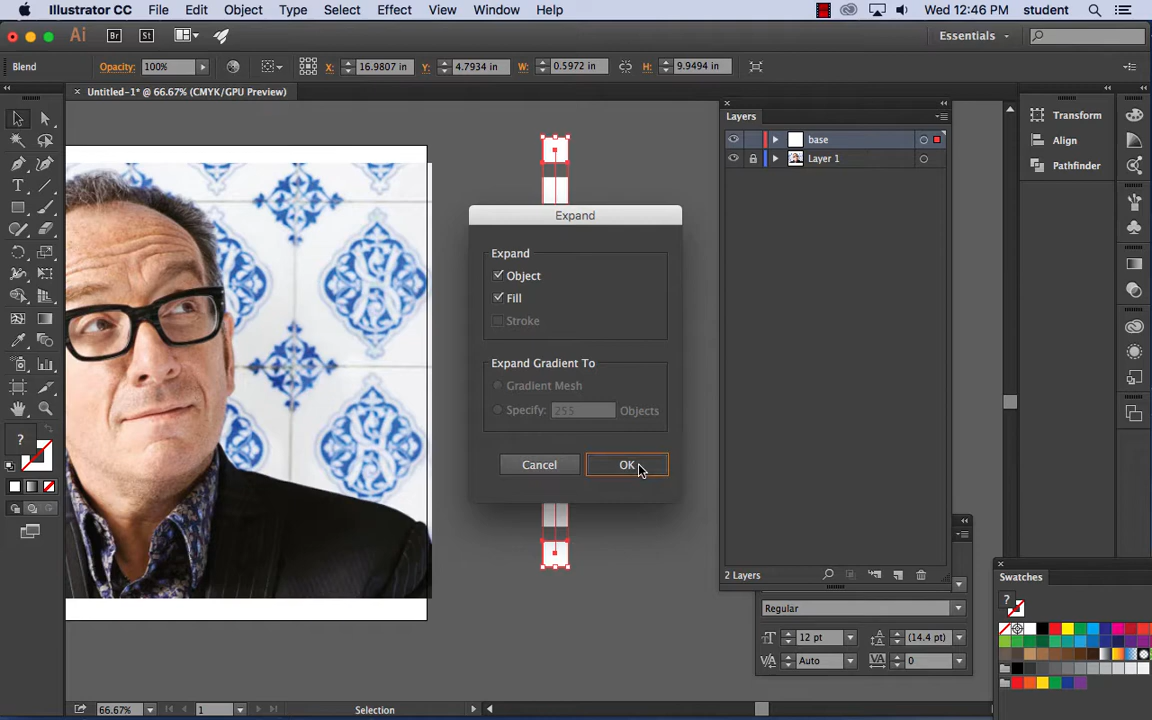 Illustrator CC File Edit Object Type Select Effect View Window Help Wed 12:46 PM student
Ai Br St Essentials
Blend Opacity: 100% X: 16.9807 in Y: 4.7934 in W: 0.5972 in H: 9.9494 in
Untitled-1* @ 66.67% (CMYK/GPU Preview)
Layers
base
Layer 1
Transform
Align
Pathfinder
Expand
Expand
Object
Fill
Stroke
Expand Gradient To
Gradient Mesh
Specify: 255 Objects
Cancel OK
?
2 Layers
Swatches
?
Regular
12 pt (14.4 pt)
Auto 0
66.67% 1 Selection